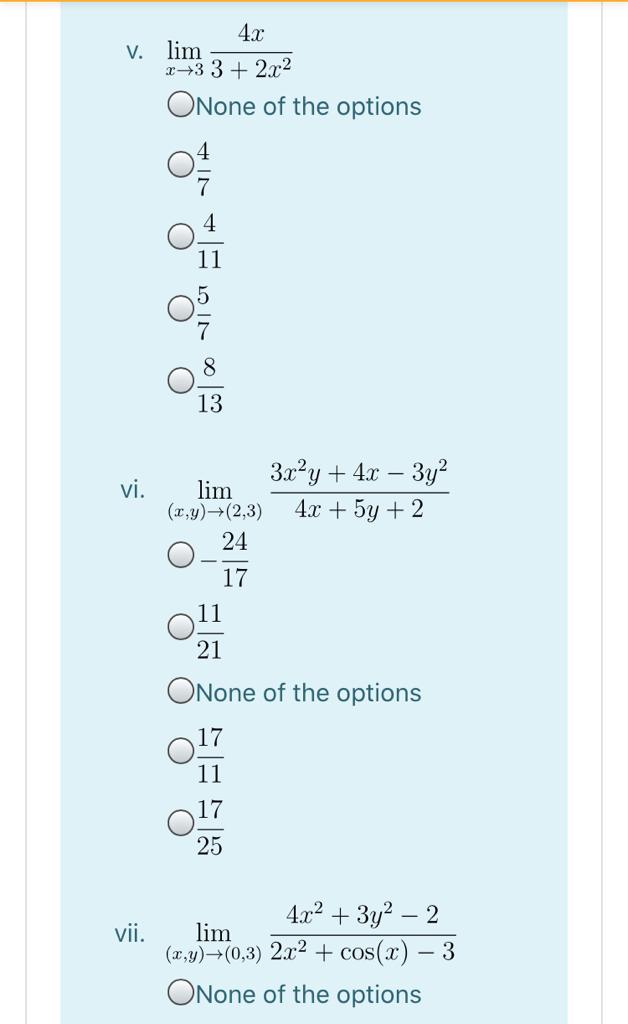 v. lim x→3 4x / 3 + 2x²
None of the options
4/7
4/11
5/7
8/13
vi. lim (x,y)→(2,3) 3x²y + 4x − 3y² / 4x + 5y + 2
−24/17
11/21
None of the options
17/11
17/25
vii. lim (x,y)→(0,3) 4x² + 3y² − 2 / 2x² + cos(x) − 3
None of the options